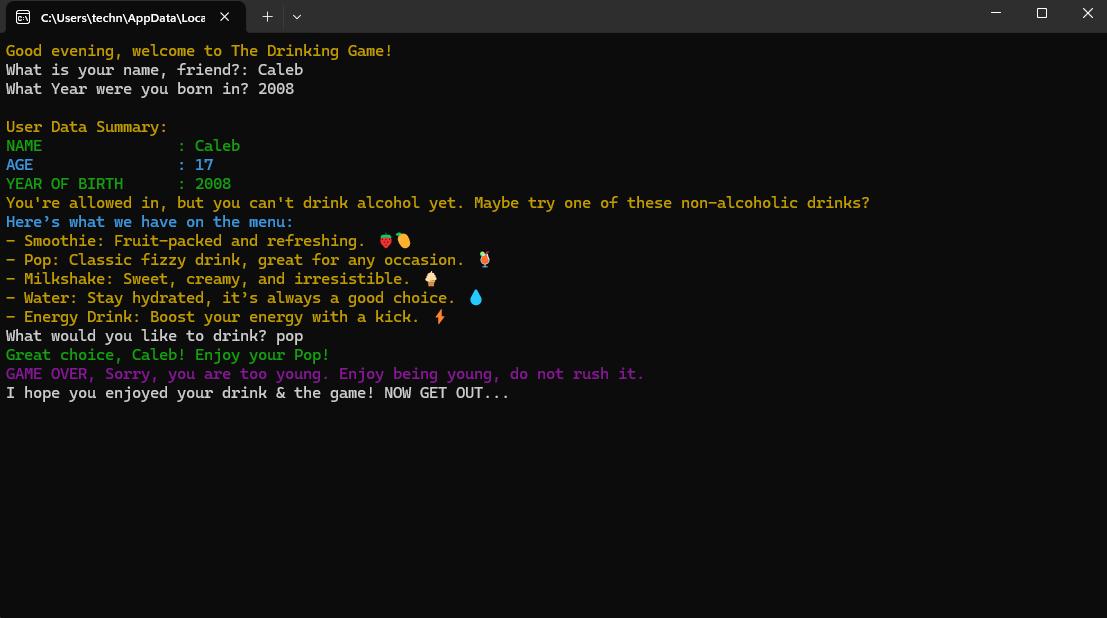 C:\Users\techn\AppData\Loca
Good evening, welcome to The Drinking Game!
What is your name, friend?: Caleb
What Year were you born in? 2008
User Data Summary:
NAME : Caleb
AGE : 17
YEAR OF BIRTH : 2008
You're allowed in, but you can't drink alcohol yet. Maybe try one of these non-alcoholic drinks?
Here’s what we have on the menu:
- Smoothie: Fruit-packed and refreshing. 🍓🥭
- Pop: Classic fizzy drink, great for any occasion. 🍹
- Milkshake: Sweet, creamy, and irresistible. 🍦
- Water: Stay hydrated, it’s always a good choice. 💧
- Energy Drink: Boost your energy with a kick. ⚡
What would you like to drink? pop
Great choice, Caleb! Enjoy your Pop!
GAME OVER, Sorry, you are too young. Enjoy being young, do not rush it.
I hope you enjoyed your drink & the game! NOW GET OUT...